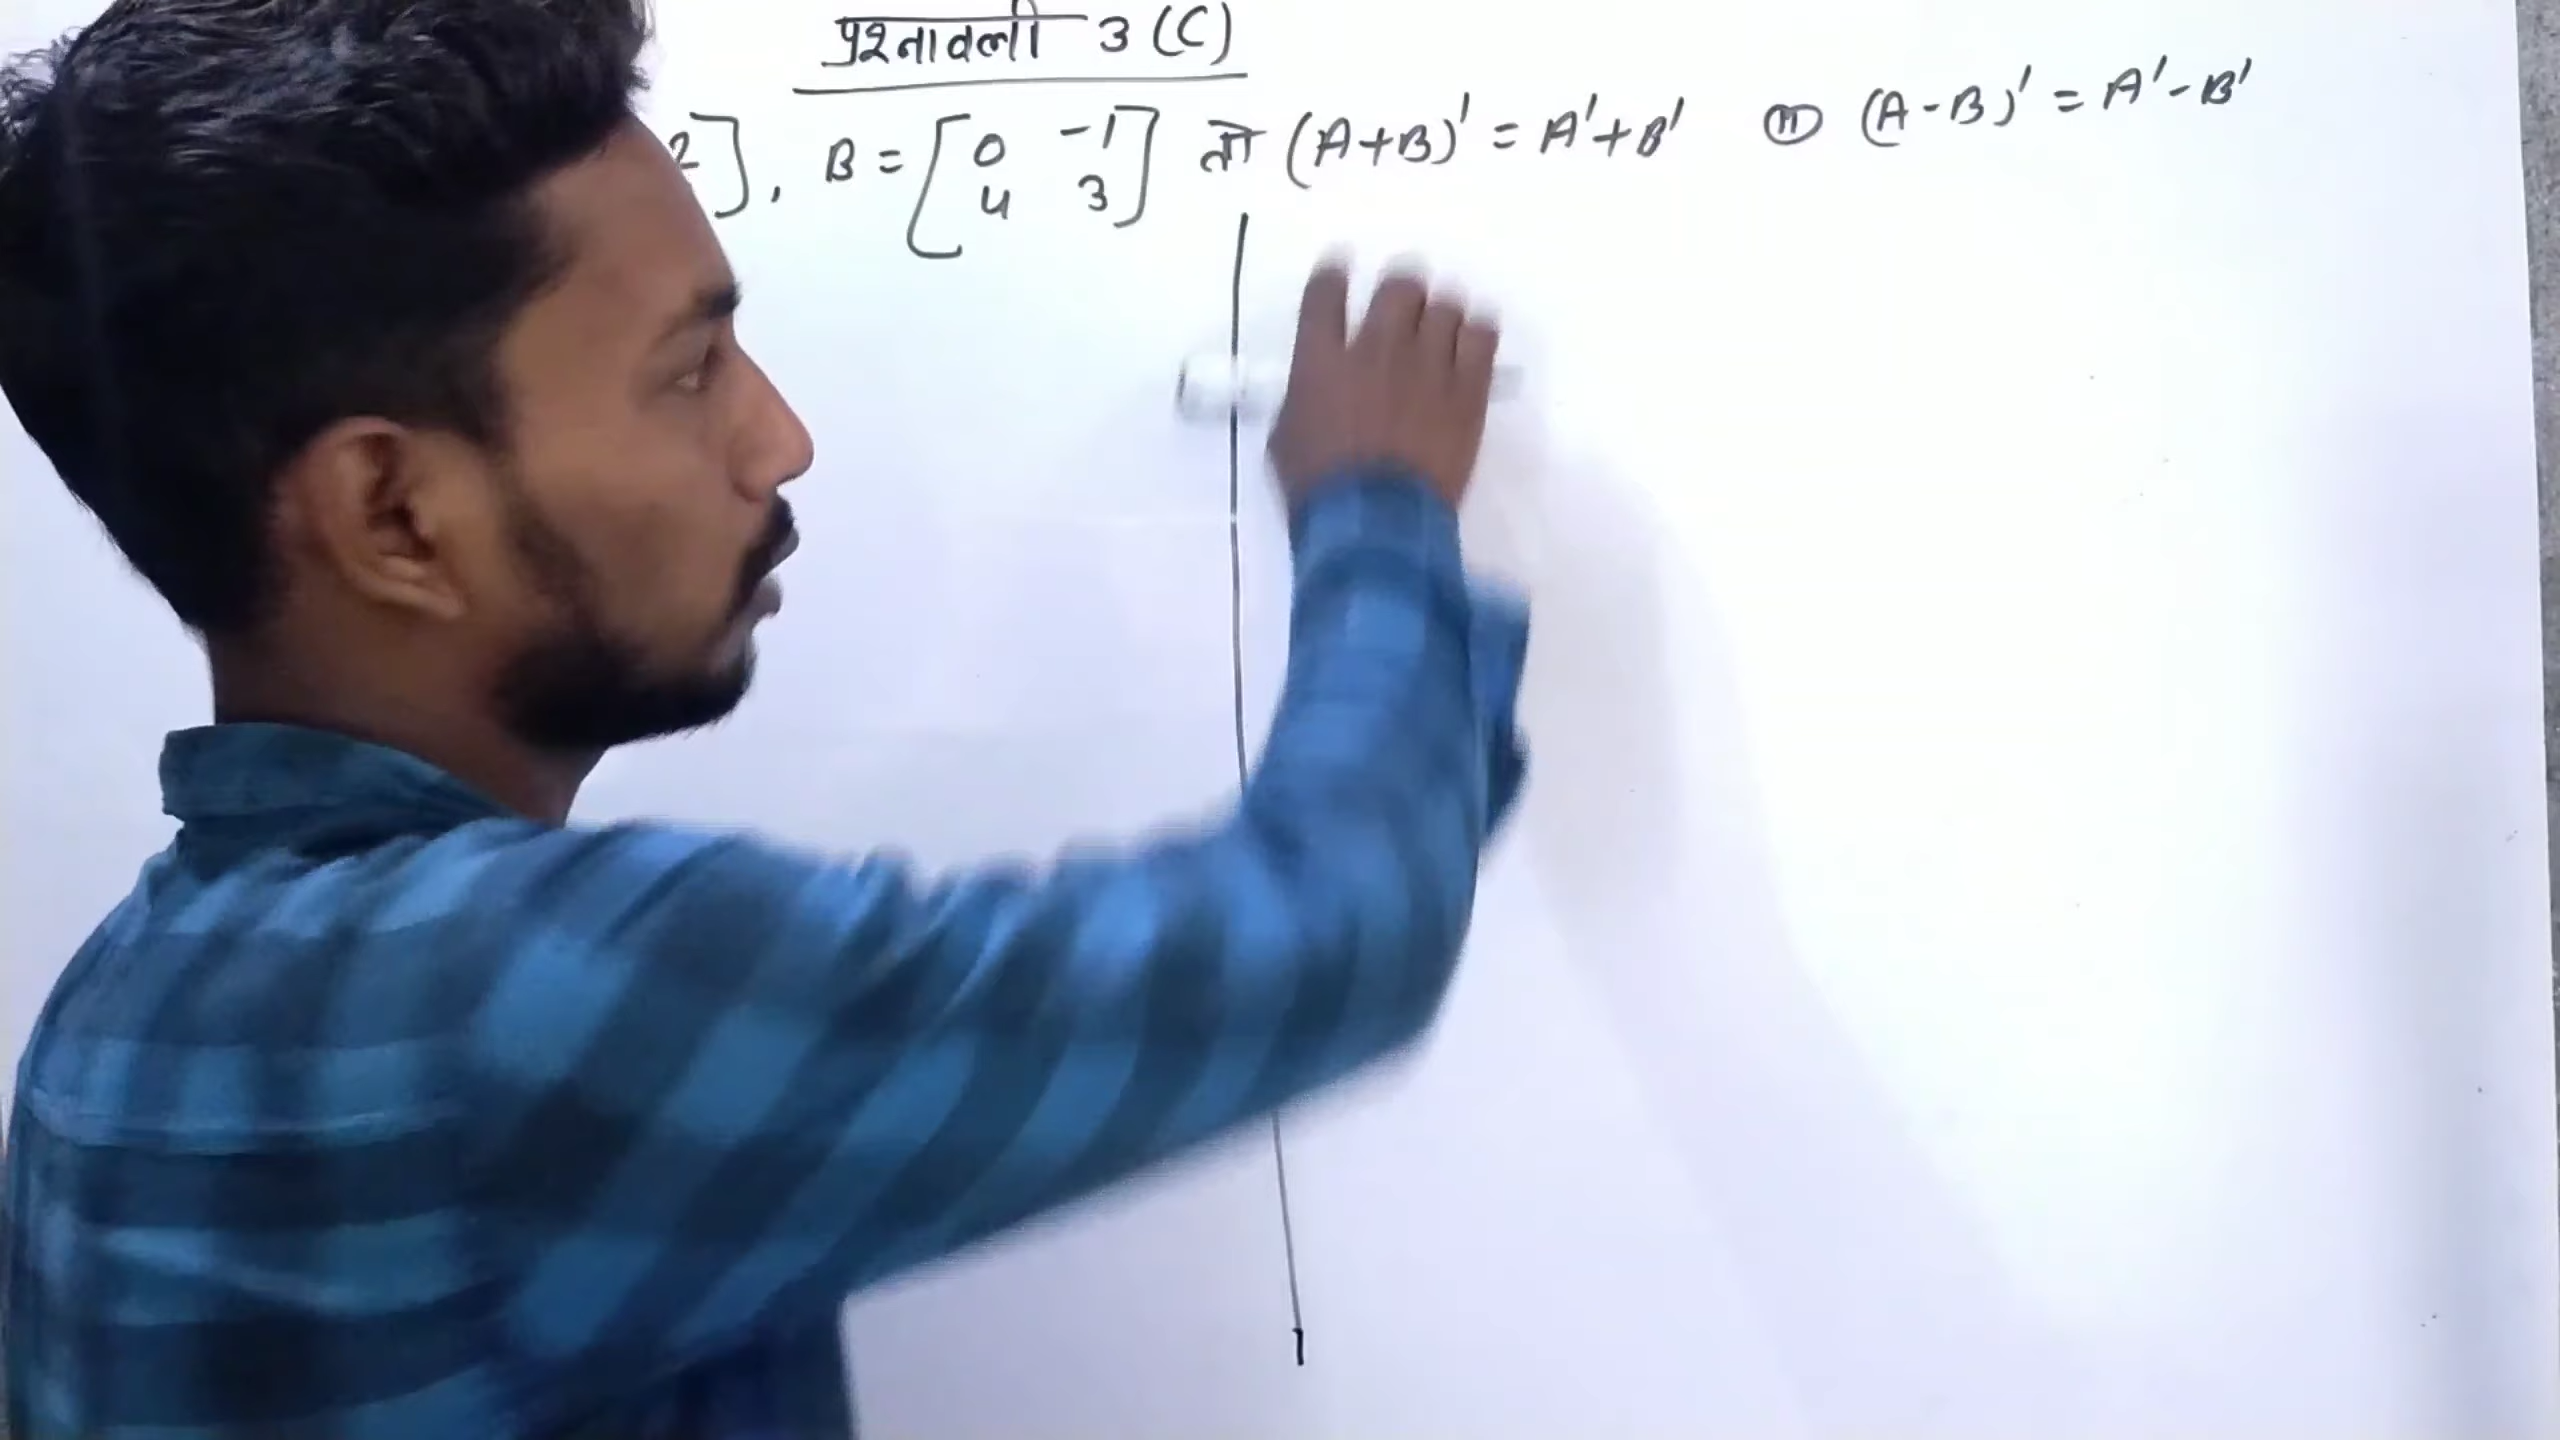 प्रश्नावली 3 (C)
2], B = [0 -1
4 3] तो (A+B)' = A'+B' (ii) (A-B)' = A'-B'